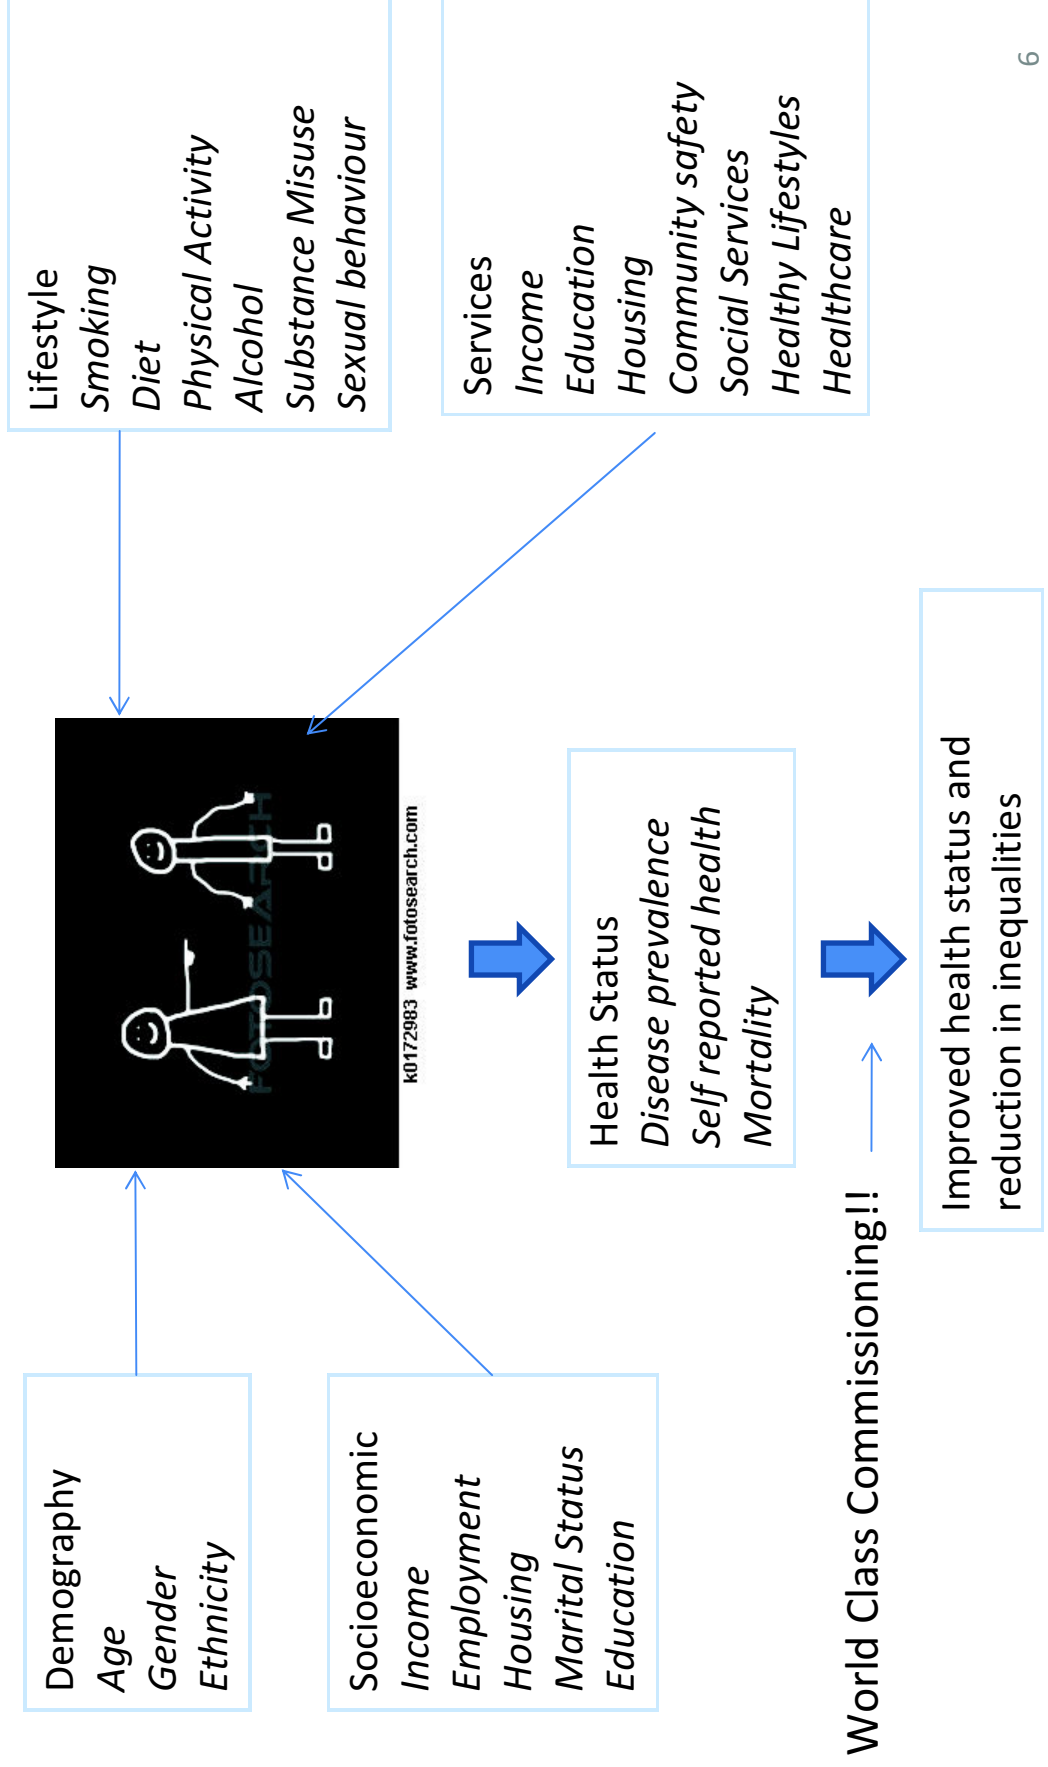 Demography
Age
Gender
Ethnicity
Socioeconomic
Income
Employment
Housing
Marital Status
Education
FOTOSEARCH
k0172983 www.fotosearch.com
Lifestyle
Smoking
Diet
Physical Activity
Alcohol
Substance Misuse
Sexual behaviour
Services
Income
Education
Housing
Community safety
Social Services
Healthy Lifestyles
Healthcare
Health Status
Disease prevalence
Self reported health
Mortality
World Class Commissioning!!
Improved health status and
reduction in inequalities
6